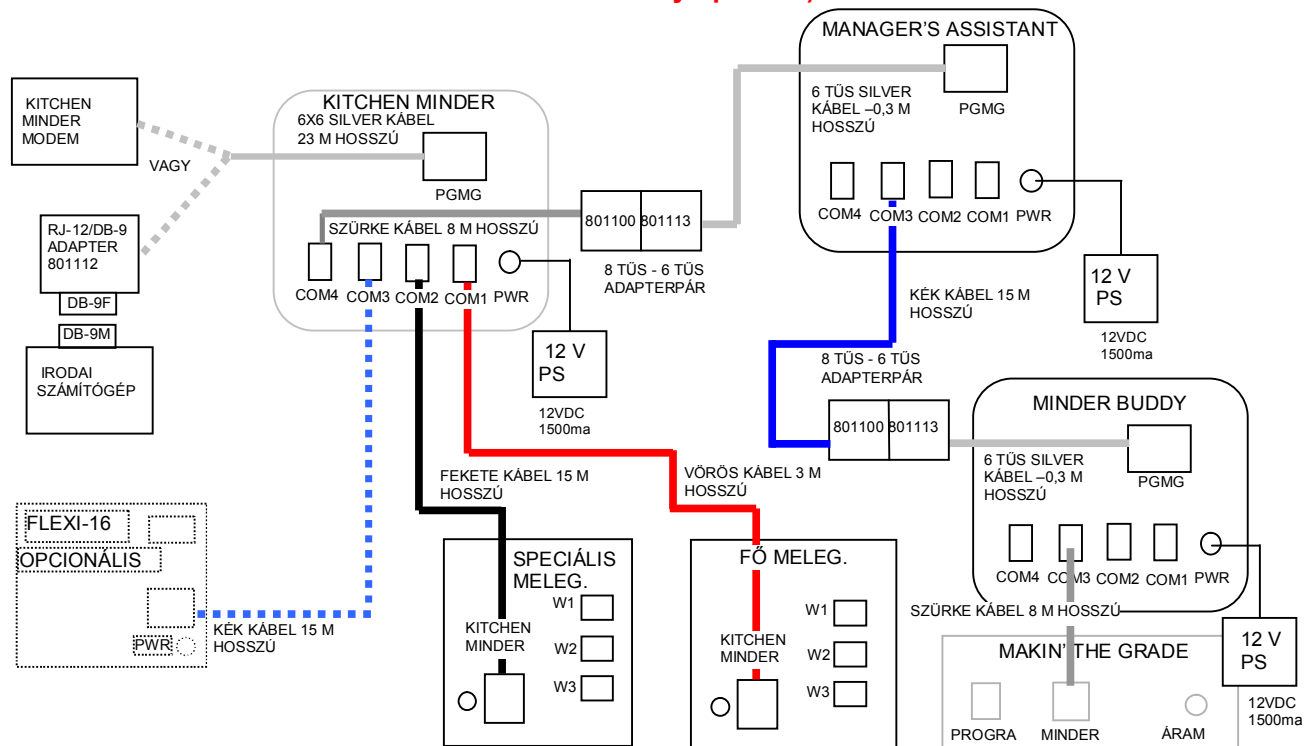 MANAGER'S ASSISTANT
6 TŰS SILVER
KÁBEL –0,3 M
HOSSZÚ
PGMG
COM4
COM3
COM2
COM1
PWR
12 V
PS
12VDC
1500ma
KITCHEN
MINDER
MODEM
VAGY
KITCHEN MINDER
6X6 SILVER KÁBEL
23 M HOSSZÚ
PGMG
SZÜRKE KÁBEL 8 M HOSSZÚ
COM4
COM3
COM2
COM1
PWR
801100
801113
8 TŰS - 6 TŰS
ADAPTERPÁR
RJ-12/DB-9
ADAPTER
801112
DB-9F
DB-9M
IRODAI
SZÁMÍTÓGÉP
12 V
PS
12VDC
1500ma
KÉK KÁBEL 15 M
HOSSZÚ
8 TŰS - 6 TŰS
ADAPTERPÁR
801100
801113
MINDER BUDDY
6 TŰS SILVER
KÁBEL –0,3 M
HOSSZÚ
PGMG
COM4
COM3
COM2
COM1
PWR
SZÜRKE KÁBEL 8 M HOSSZÚ
12 V
PS
12VDC
1500ma
FEKETE KÁBEL 15 M
HOSSZÚ
VÖRÖS KÁBEL 3 M
HOSSZÚ
FLEXI-16
OPCIONÁLIS
PWR
KÉK KÁBEL 15 M
HOSSZÚ
SPECIÁLIS
MELEG.
W1
KITCHEN
MINDER
W2
W3
FŐ MELEG.
W1
KITCHEN
MINDER
W2
W3
MAKIN' THE GRADE
PROGRA
MINDER
ÁRAM